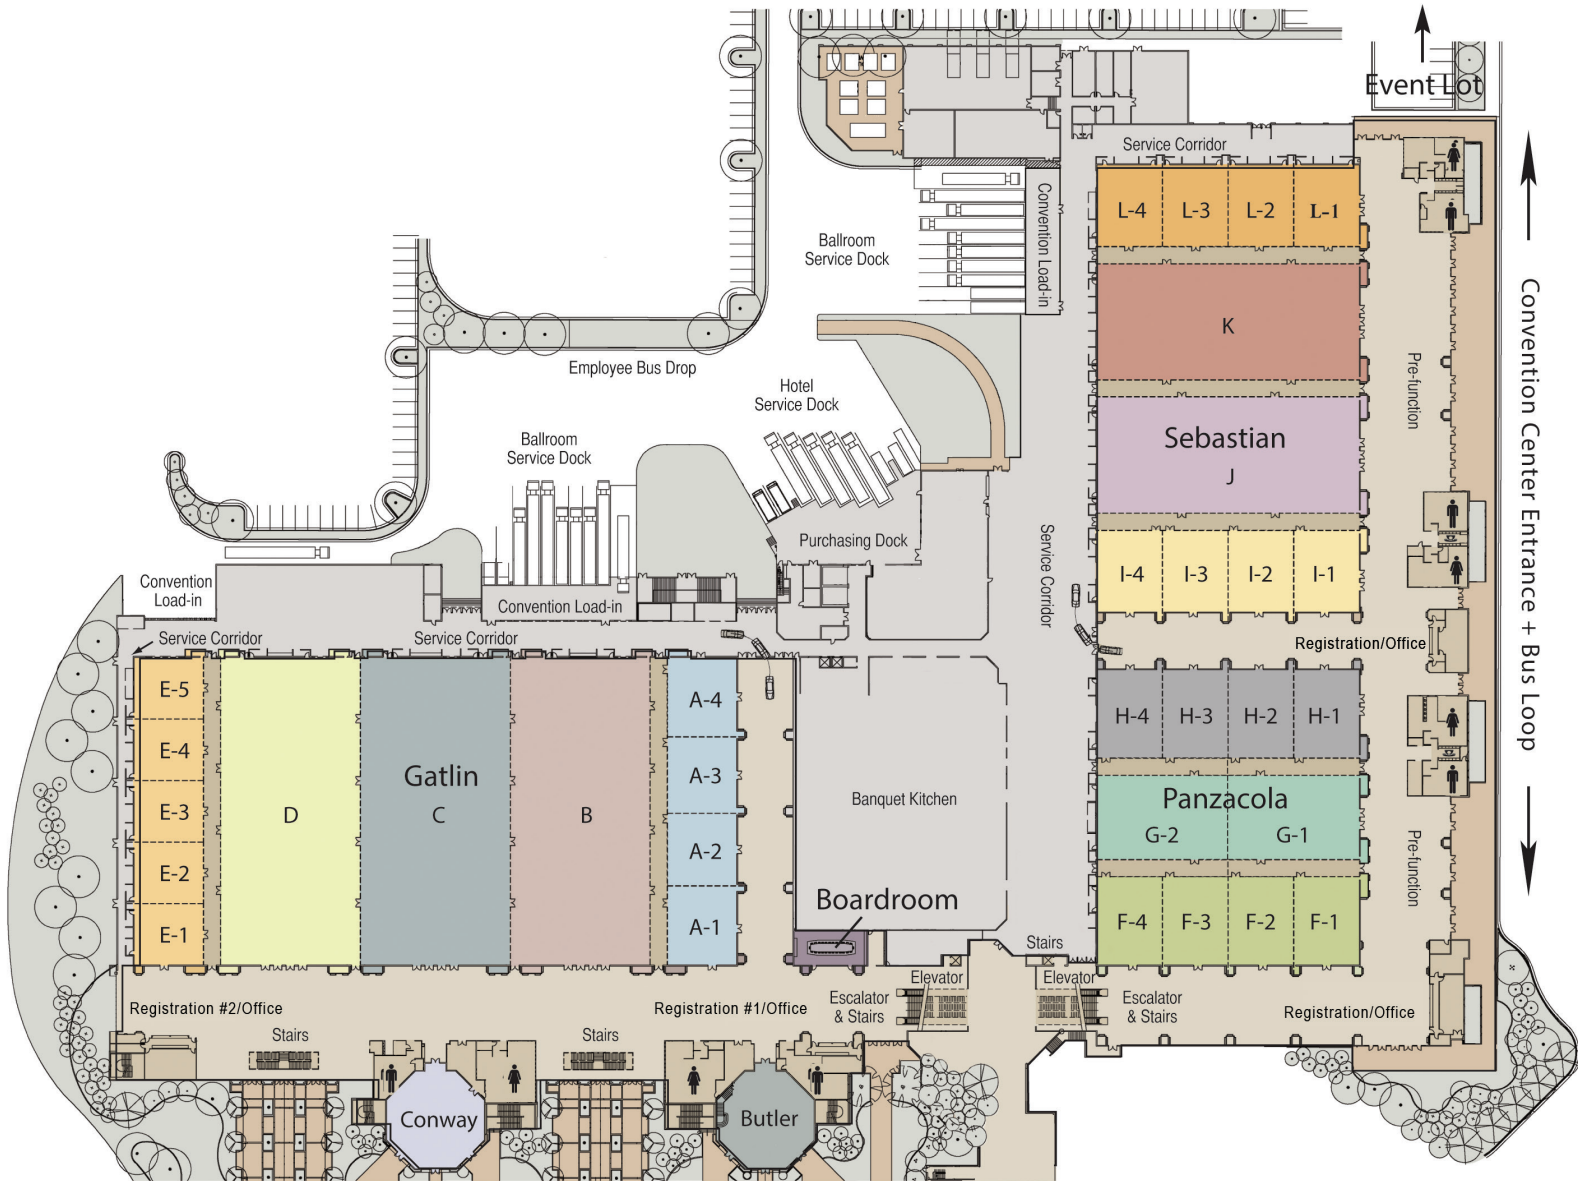 Event Lot
Service Corridor
L-4
L-3
L-2
L-1
Convention Load-in
Ballroom
Service Dock
K
Employee Bus Drop
Hotel
Service Dock
Pre-function
Convention Center Entrance + Bus Loop
Sebastian
J
Ballroom
Service Dock
Purchasing Dock
Service Corridor
I-4
I-3
I-2
I-1
Convention
Load-in
Convention Load-in
Service Corridor
Service Corridor
Registration/Office
E-5
E-4
E-3
E-2
E-1
D
Gatlin
C
B
A-4
A-3
A-2
A-1
Banquet Kitchen
Boardroom
H-4
H-3
H-2
H-1
Panzacola
G-2
G-1
Pre-function
F-4
F-3
F-2
F-1
Stairs
Elevator
Elevator
Registration #2/Office
Registration #1/Office
Escalator
& Stairs
Escalator
& Stairs
Registration/Office
Stairs
Stairs
Conway
Butler